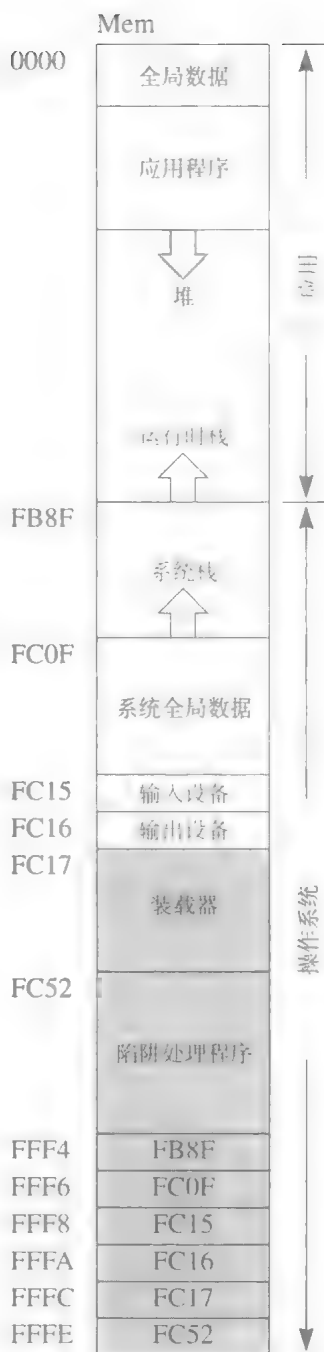 Mem
0000
全局数据
应用程序
堆
应用
运行时栈
FB8F
系统栈
FC0F
系统全局数据
FC15 输入设备
FC16 输出设备
FC17
装载器
操作系统
FC52
陷阱处理程序
FFF4 FB8F
FFF6 FC0F
FFF8 FC15
FFFA FC16
FFFC FC17
FFFE FC52